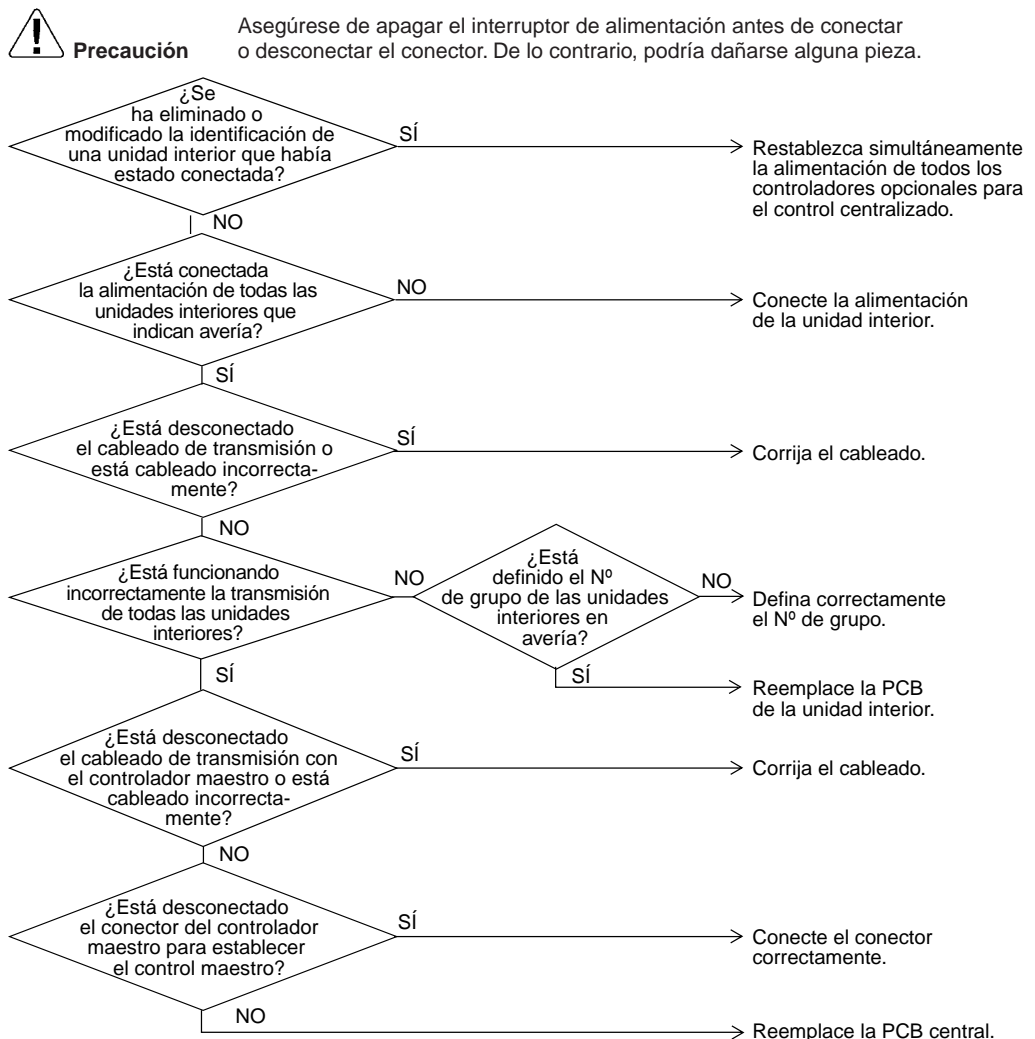 Precaución
Asegúrese de apagar el interruptor de alimentación antes de conectar
o desconectar el conector. De lo contrario, podría dañarse alguna pieza.
¿Se
ha eliminado o
modificado la identificación de
una unidad interior que había
estado conectada?
SÍ
Restablezca simultáneamente
la alimentación de todos los
controladores opcionales para
el control centralizado.
NO
¿Está conectada
la alimentación de todas las
unidades interiores que
indican avería?
NO
Conecte la alimentación
de la unidad interior.
SÍ
¿Está desconectado
el cableado de transmisión o
está cableado incorrecta-
mente?
SÍ
Corrija el cableado.
NO
¿Está funcionando
incorrectamente la transmisión
de todas las unidades
interiores?
NO
¿Está
definido el Nº
de grupo de las unidades
interiores en
avería?
NO
Defina correctamente
el Nº de grupo.
SÍ
Reemplace la PCB
de la unidad interior.
SÍ
¿Está desconectado
el cableado de transmisión con
el controlador maestro o está
cableado incorrecta-
mente?
SÍ
Corrija el cableado.
NO
¿Está desconectado
el conector del controlador
maestro para establecer
el control maestro?
SÍ
Conecte el conector
correctamente.
NO
Reemplace la PCB central.